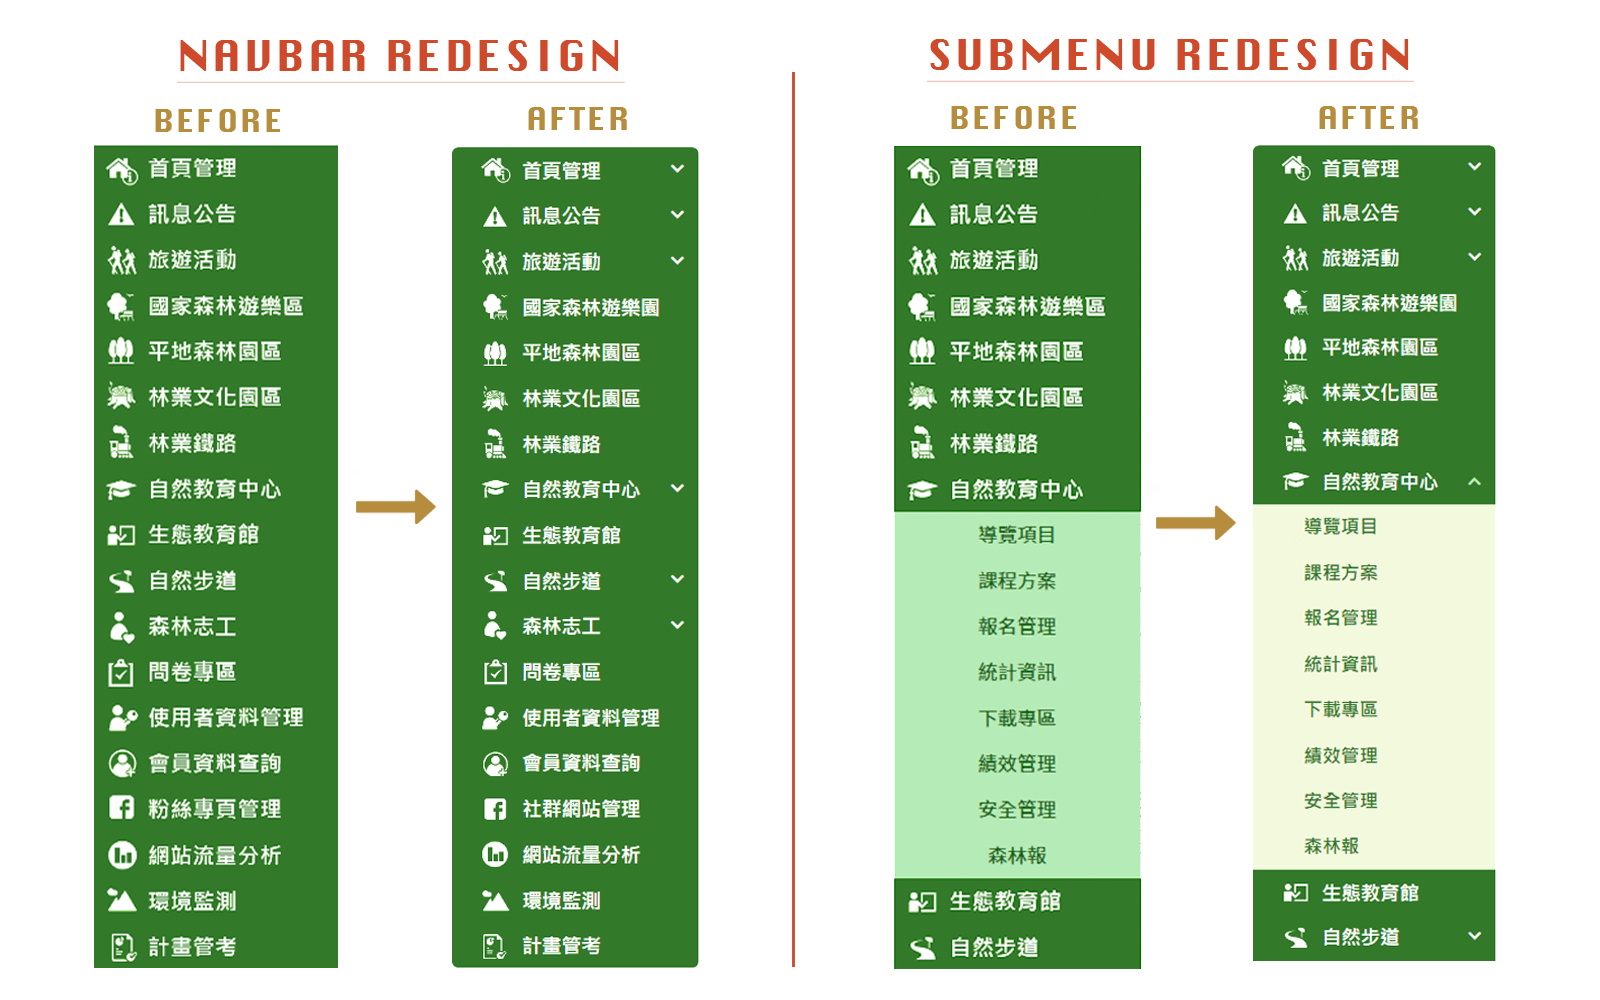 NAVBAR REDESIGN
BEFORE
首頁管理
訊息公告
旅遊活動
國家森林遊樂區
平地森林園區
林業文化園區
林業鐵路
自然教育中心
生態教育館
自然步道
森林志工
問卷專區
使用者資料管理
會員資料查詢
粉絲專頁管理
網站流量分析
環境監測
計畫管考
AFTER
首頁管理
訊息公告
旅遊活動
國家森林遊樂園
平地森林園區
林業文化園區
林業鐵路
自然教育中心
生態教育館
自然步道
森林志工
問卷專區
使用者資料管理
會員資料查詢
社群網站管理
網站流量分析
環境監測
計畫管考
SUBMENU REDESIGN
BEFORE
首頁管理
訊息公告
旅遊活動
國家森林遊樂區
平地森林園區
林業文化園區
林業鐵路
自然教育中心
導覽項目
課程方案
報名管理
統計資訊
下載專區
績效管理
安全管理
森林報
生態教育館
自然步道
AFTER
首頁管理
訊息公告
旅遊活動
國家森林遊樂園
平地森林園區
林業文化園區
林業鐵路
自然教育中心
導覽項目
課程方案
報名管理
統計資訊
下載專區
績效管理
安全管理
森林報
生態教育館
自然步道